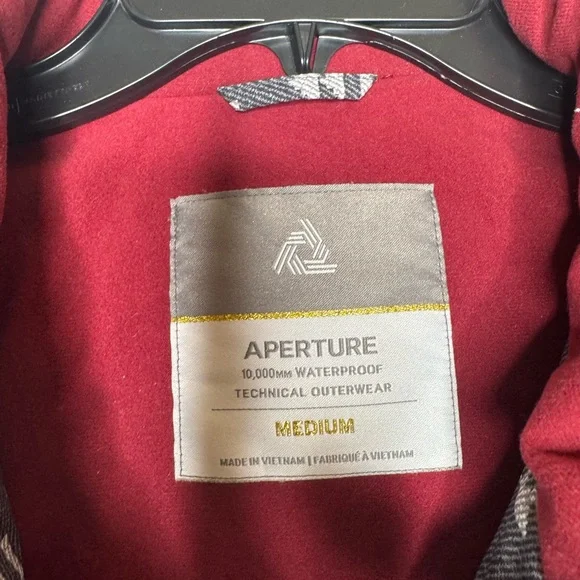 APERTURE
10,000MM WATERPROOF
TECHNICAL OUTERWEAR
MEDIUM
MADE IN VIETNAM | FABRIQUÉ À VIETNAM